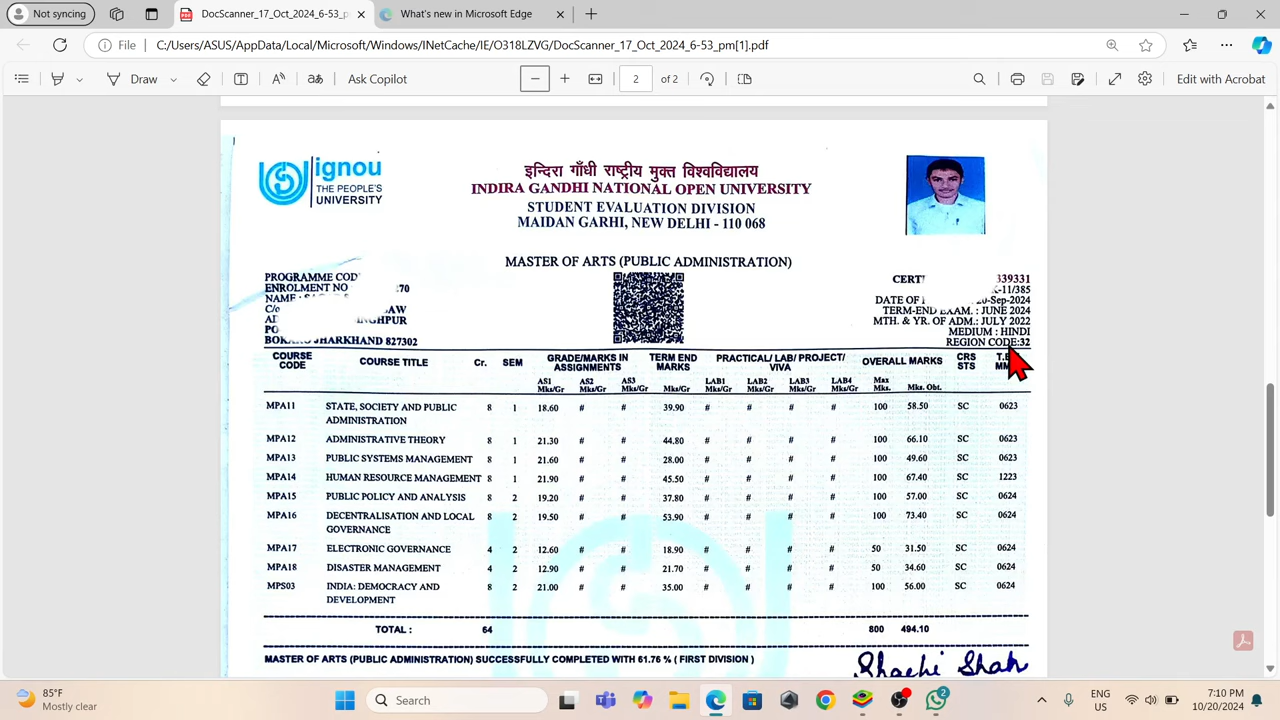 Not syncing
DocScanner_17_Oct_2024_6-53_p
What's new in Microsoft Edge
File C:/Users/ASUS/AppData/Local/Microsoft/Windows/INetCache/IE/O318LZVG/DocScanner_17_Oct_2024_6-53_pm[1].pdf
Draw Ask Copilot 2 of 2 Edit with Acrobat
ignou
THE PEOPLE'S
UNIVERSITY
इन्दिरा गाँधी राष्ट्रीय मुक्त विश्वविद्यालय
INDIRA GANDHI NATIONAL OPEN UNIVERSITY
STUDENT EVALUATION DIVISION
MAIDAN GARHI, NEW DELHI - 110 068
MASTER OF ARTS (PUBLIC ADMINISTRATION)
PROGRAMME COD
ENROLMENT NO 270
NAME
C/o AW
AD NGHPUR
PO
BOKARO JHARKHAND 827302
CERTI 339331
-11/385
DATE OF 20-Sep-2024
TERM-END EXAM. : JUNE 2024
MTH. & YR. OF ADM.: JULY 2022
MEDIUM : HINDI
REGION CODE:32
COURSE CODE COURSE TITLE Cr. SEM GRADE/MARKS IN ASSIGNMENTS TERM END MARKS PRACTICAL/ LAB/ PROJECT/ VIVA OVERALL MARKS CRS STS T.E
AS1 Mks/Gr AS2 Mks/Gr AS3 Mks/Gr Mks/Gr LAB1 Mks/Gr LAB2 Mks/Gr LAB3 Mks/Gr LAB4 Mks/Gr Max Mks. Mks. Obt.
MPA11 STATE, SOCIETY AND PUBLIC 8 1 18.60 # # 39.90 # # # # 100 58.50 SC 0623
ADMINISTRATION
MPA12 ADMINISTRATIVE THEORY 8 1 21.30 # # 44.80 # # # # 100 66.10 SC 0623
MPA13 PUBLIC SYSTEMS MANAGEMENT 8 1 21.60 # # 28.00 # # # # 100 49.60 SC 0623
MPA14 HUMAN RESOURCE MANAGEMENT 8 1 21.90 # # 45.50 # # # # 100 67.40 SC 1223
MPA15 PUBLIC POLICY AND ANALYSIS 8 2 19.20 # # 37.80 # # # # 100 57.00 SC 0624
MPA16 DECENTRALISATION AND LOCAL 8 2 19.50 # # 53.90 # # # # 100 73.40 SC 0624
GOVERNANCE
MPA17 ELECTRONIC GOVERNANCE 4 2 12.60 # # 18.90 # # # # 50 31.50 SC 0624
MPA18 DISASTER MANAGEMENT 4 2 12.90 # # 21.70 # # # # 50 34.60 SC 0624
MPS03 INDIA: DEMOCRACY AND 8 2 21.00 # # 35.00 # # # # 100 56.00 SC 0624
DEVELOPMENT
TOTAL : 64 800 494.10
MASTER OF ARTS (PUBLIC ADMINISTRATION) SUCCESSFULLY COMPLETED WITH 61.76 % ( FIRST DIVISION )
Shachi Shah
85°F
Mostly clear
Search
2
ENG
US
7:10 PM
10/20/2024